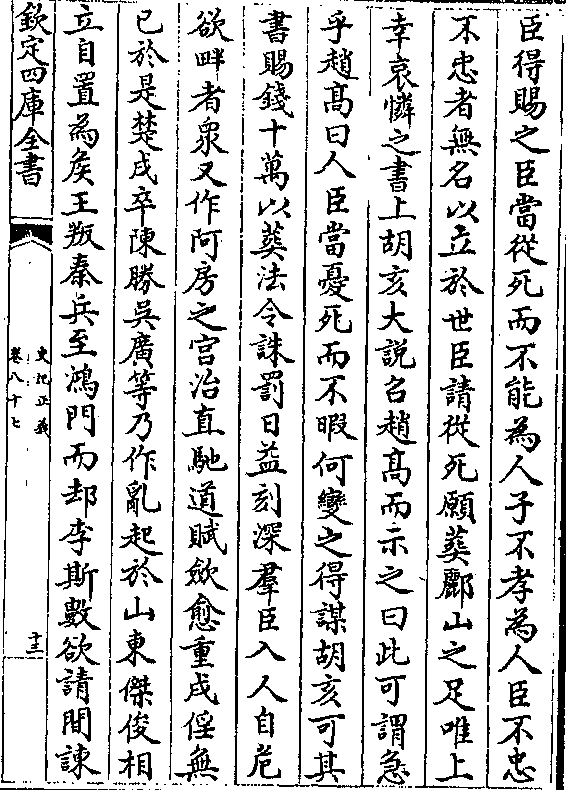 臣得賜之臣當從死而不能為人子不孝為人臣不忠
不忠者無名以立於世臣請從死願葬酈山之足唯上
幸哀憐之書上胡亥大説召趙髙而示之曰此可謂急
乎趙髙曰人臣當憂死而不暇何變之得謀胡亥可其
書賜錢十萬以葬法令誅罰日益刻深羣臣人人自危
欲畔者衆又作阿房之宫治直馳道賦斂愈重戍徭無
已於是楚戍卒陳勝吳廣等乃作亂起於山東傑俊相
立自置為侯王叛秦兵至鴻門而却李斯數欲請間諫
欽定四庫全書
史記正義
卷八十七
十三